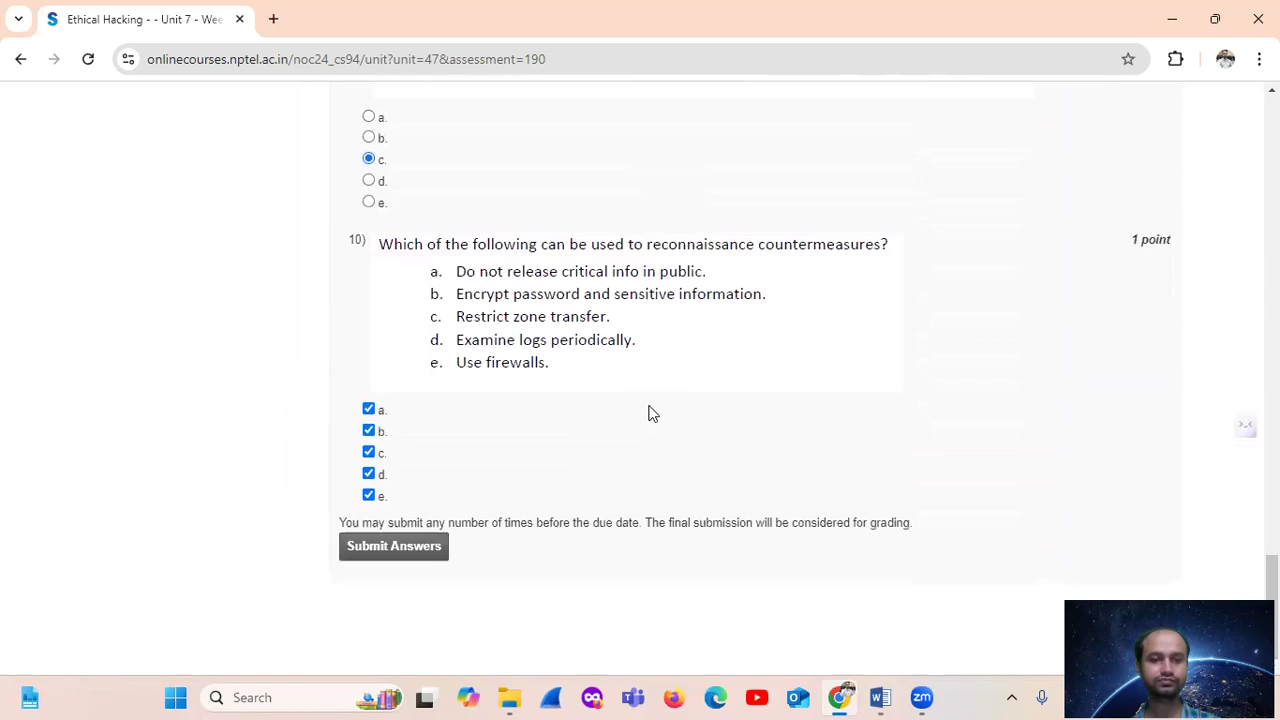 Ethical Hacking - - Unit 7 - Wee
onlinecourses.nptel.ac.in/noc24_cs94/unit?unit=47&assessment=190
a.
b.
c.
d.
e.
10) Which of the following can be used to reconnaissance countermeasures? 1 point
a. Do not release critical info in public.
b. Encrypt password and sensitive information.
c. Restrict zone transfer.
d. Examine logs periodically.
e. Use firewalls.
a.
b.
c.
d.
e.
You may submit any number of times before the due date. The final submission will be considered for grading.
Submit Answers
Search
zm